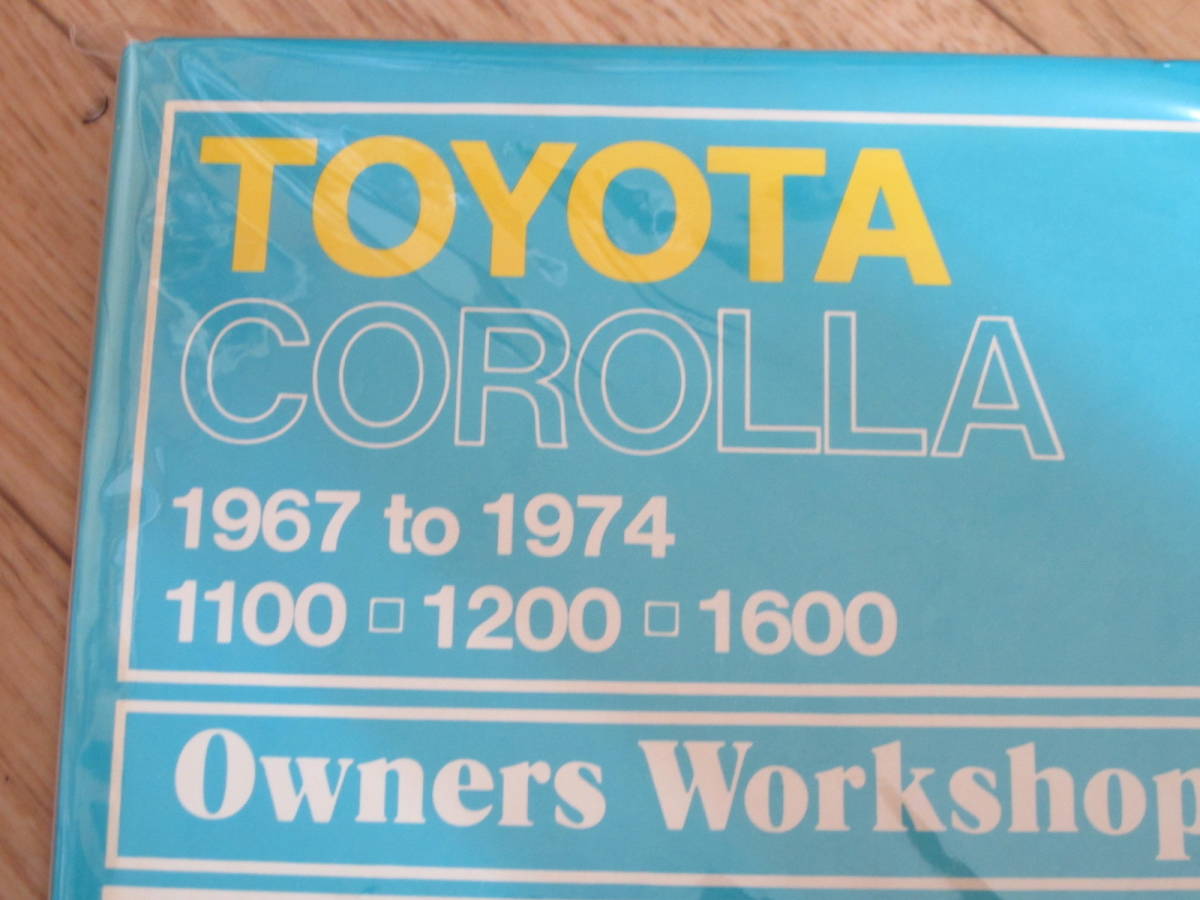 TOYOTA
COROLLA
1967 to 1974
1100 □ 1200 □ 1600
Owners Workshop